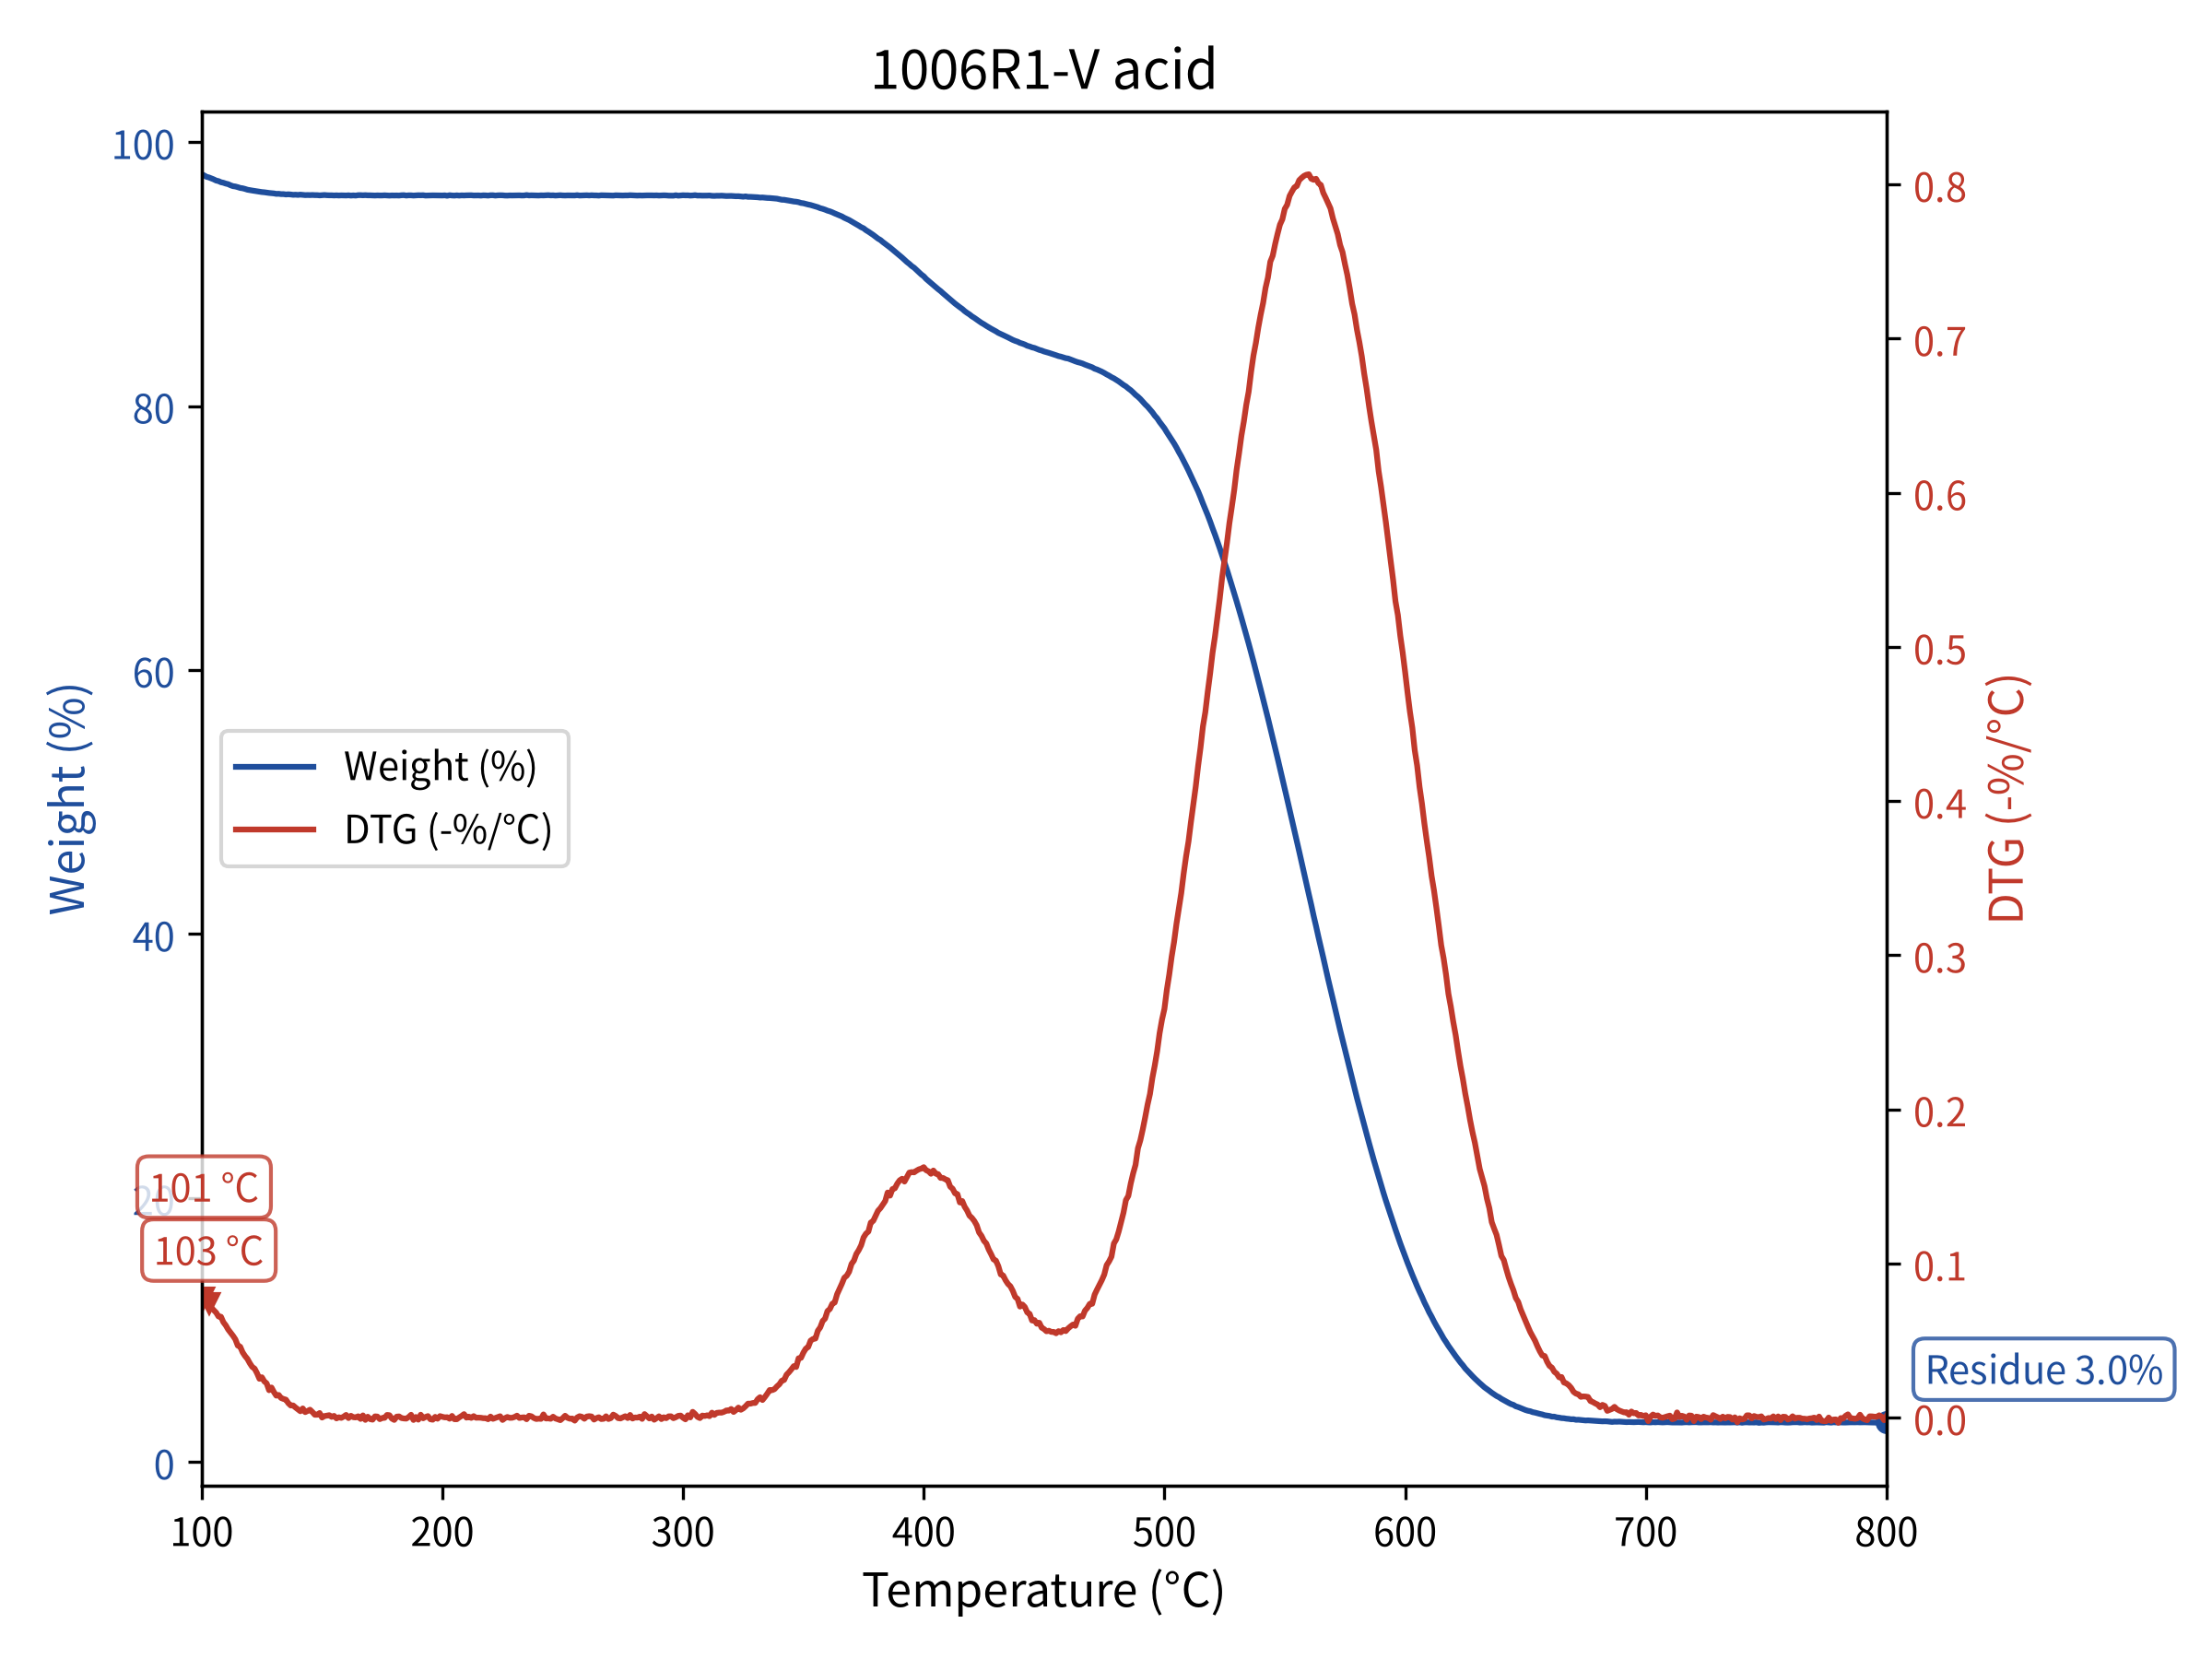 1006R1-V acid
100
80
60
40
20
0
Weight (%)
Weight (%)
DTG (-%/°C)
101 °C
103 °C
Residue 3.0%
0.8
0.7
0.6
0.5
0.4
0.3
0.2
0.1
0.0
DTG (-%/°C)
100 200 300 400 500 600 700 800
Temperature (°C)